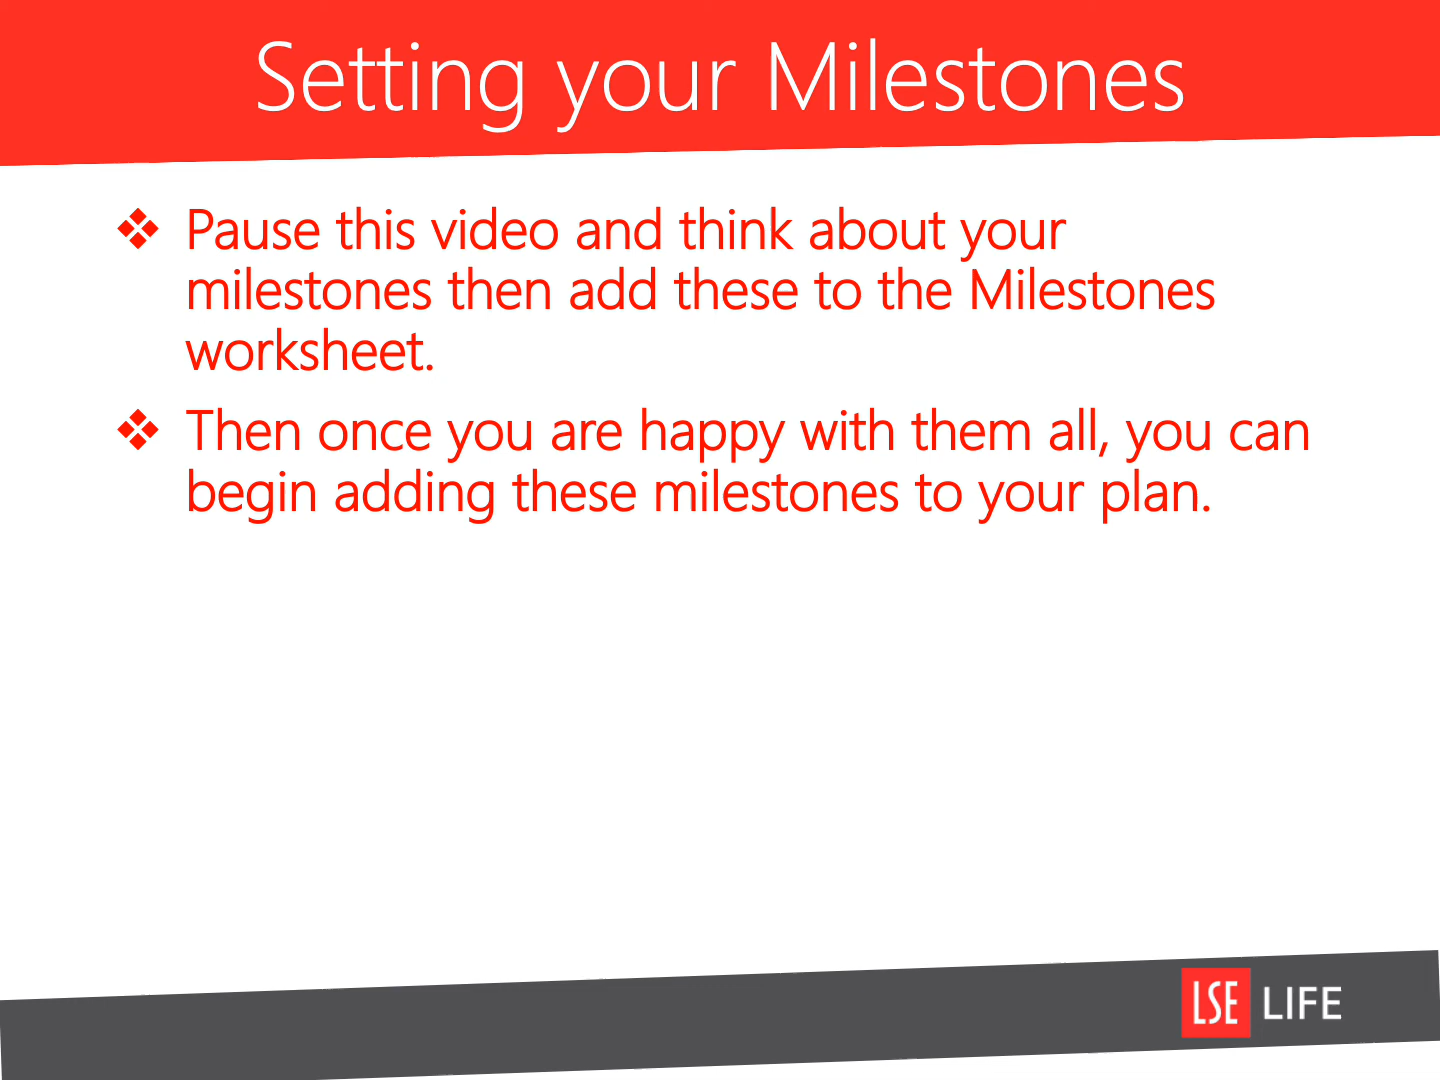 Setting your Milestones
❖ Pause this video and think about your
milestones then add these to the Milestones
worksheet.
❖ Then once you are happy with them all, you can
begin adding these milestones to your plan.
LSE LIFE